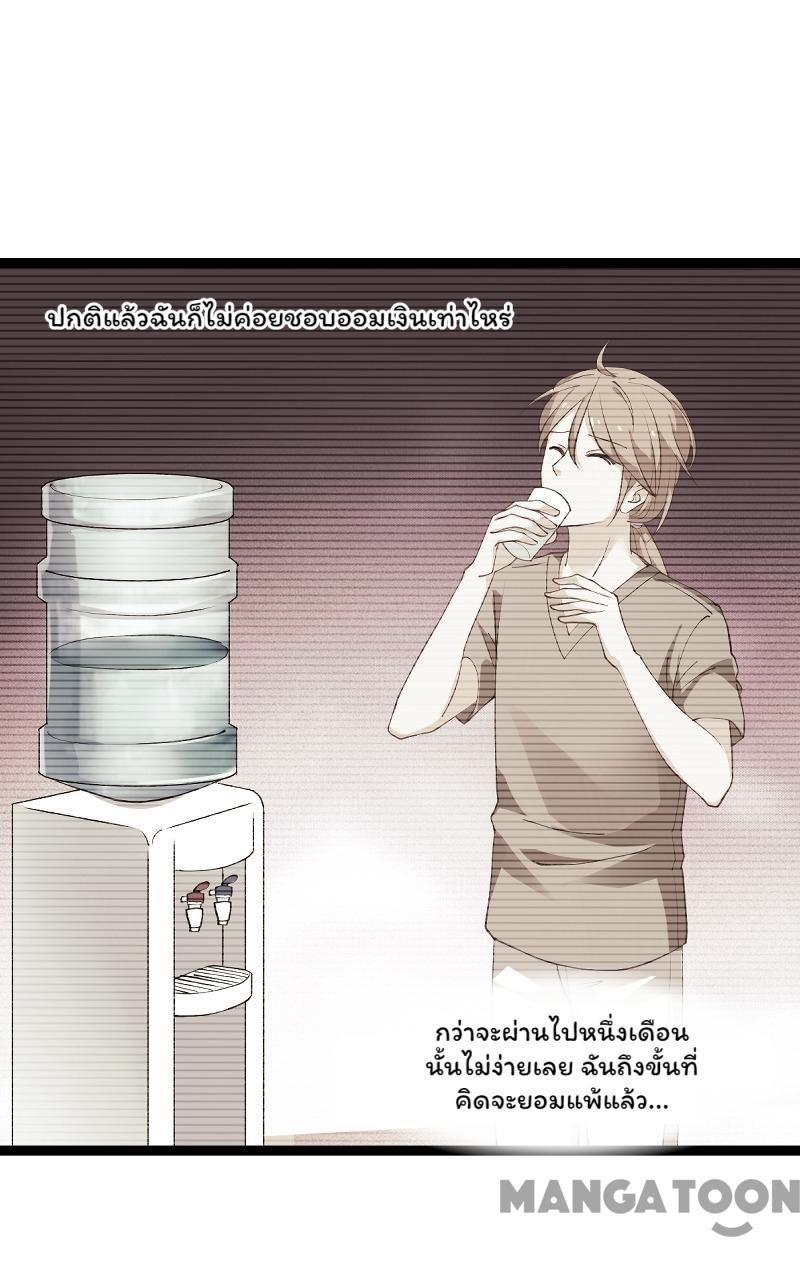 ปกติแล้วฉันก็ไม่ค่อยชอบออมเงินเท่าไหร่
กว่าจะผ่านไปหนึ่งเดือน
นั้นไม่ง่ายเลย ฉันถึงขั้นที่
คิดจะยอมแพ้แล้ว...
MANGATOON